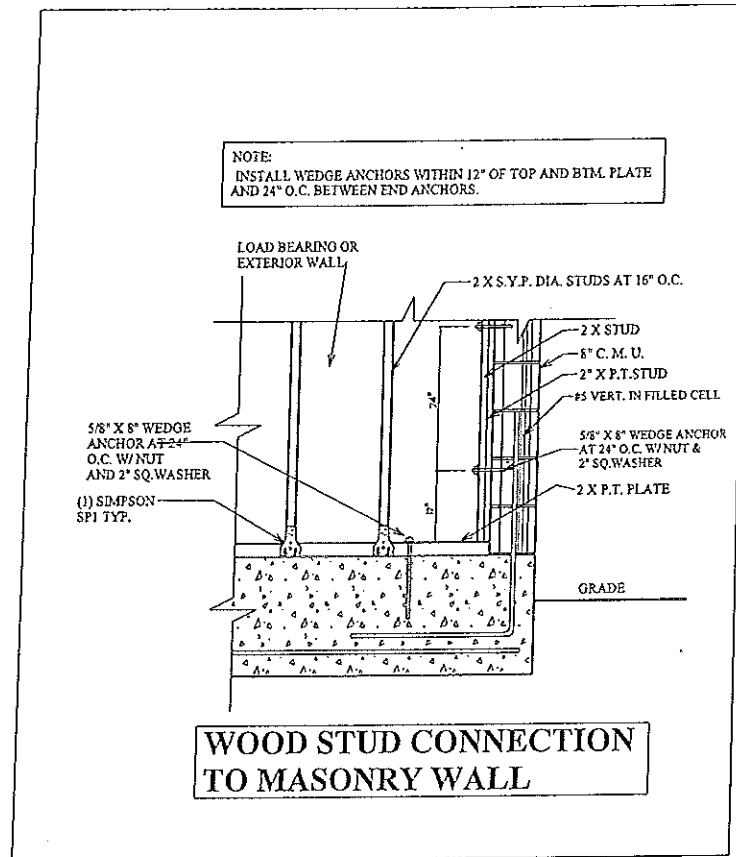 NOTE:
INSTALL WEDGE ANCHORS WITHIN 12" OF TOP AND BTM. PLATE
AND 24" O.C. BETWEEN END ANCHORS.
LOAD BEARING OR
EXTERIOR WALL
2 X S.Y.P. DIA. STUDS AT 16" O.C.
2 X STUD
8" C. M. U.
2" X P.T.STUD
#5 VERT. IN FILLED CELL
24"
5/8" X 8" WEDGE
ANCHOR AT 24"
O.C. W/ NUT
AND 2" SQ.WASHER
5/8" X 8" WEDGE ANCHOR
AT 24" O.C. W/NUT &
2" SQ.WASHER
(1) SIMPSON
SP1 TYP.
12"
2 X P.T. PLATE
GRADE
WOOD STUD CONNECTION
TO MASONRY WALL